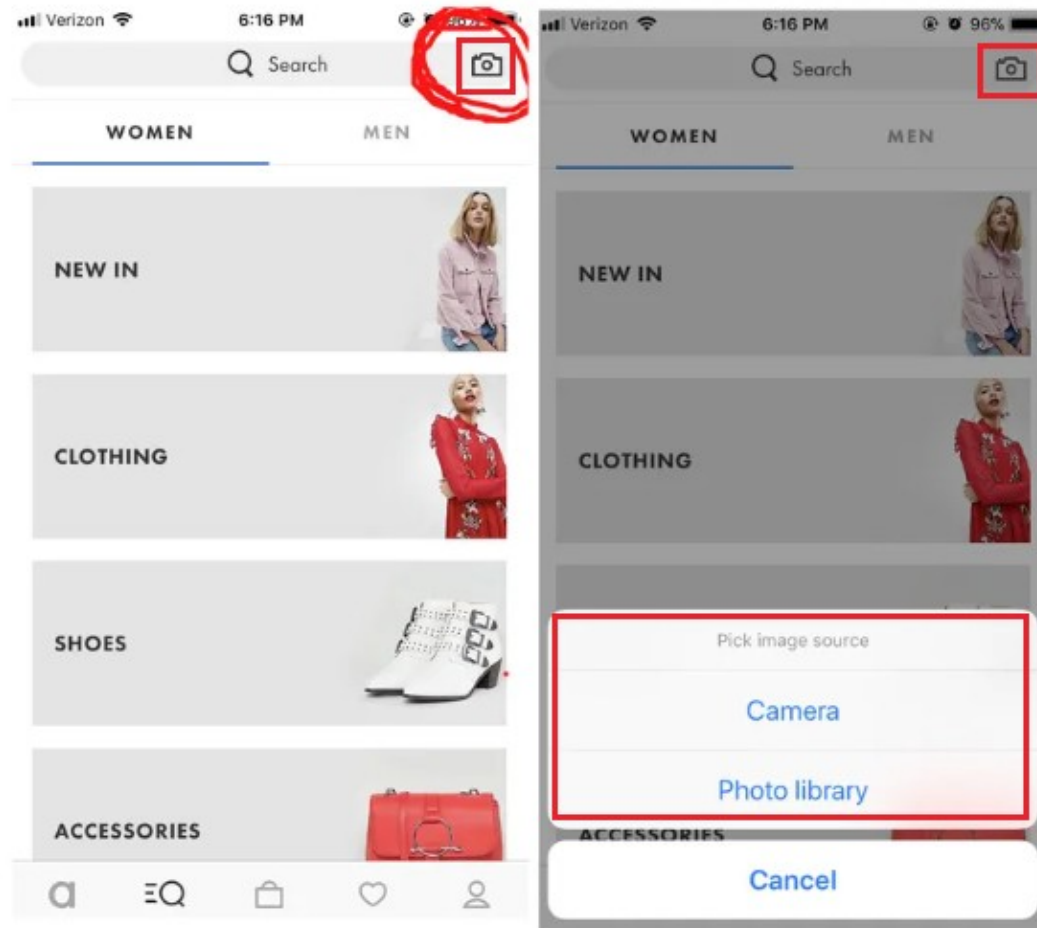 Verizon 6:16 PM
Search
WOMEN MEN
NEW IN
CLOTHING
SHOES
ACCESSORIES
Verizon 6:16 PM 96%
Search
WOMEN MEN
NEW IN
CLOTHING
Pick image source
Camera
Photo library
ACCESSORIES
Cancel